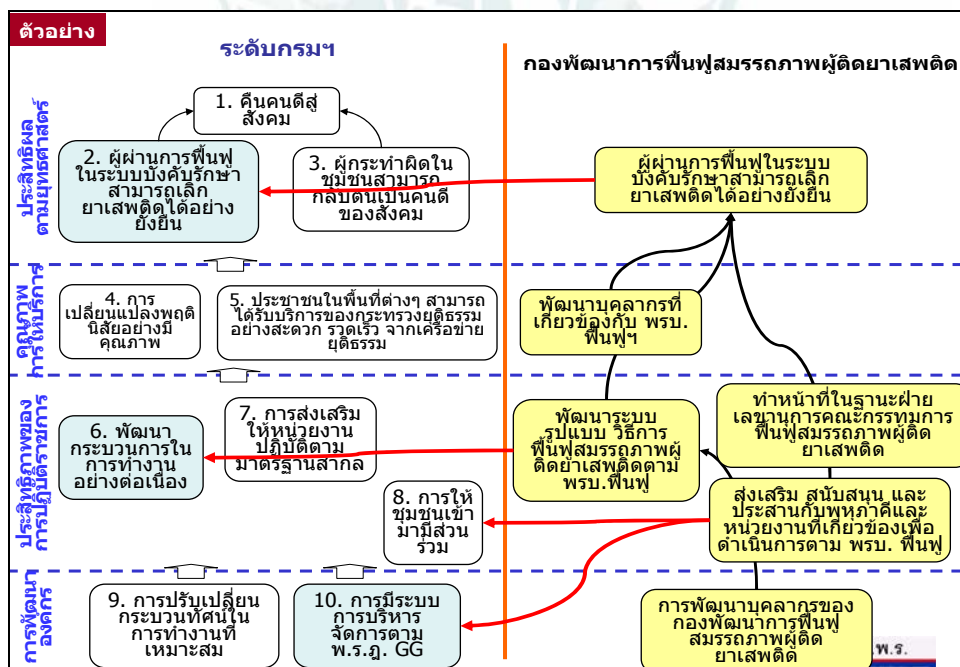 ตัวอย่าง
ระดับกรมฯ
กองพัฒนาการฟื้นฟูสมรรถภาพผู้ติดยาเสพติด
ประสิทธิผล
ตามยุทธศาสตร์
1. คืนคนดีสู่
สังคม
2. ผู้ผ่านการฟื้นฟู
ในระบบบังคับรักษา
สามารถเลิก
ยาเสพติดได้อย่าง
ยั่งยืน
3. ผู้กระทำผิดใน
ชุมชนสามารถ
กลับตนเป็นคนดี
ของสังคม
ผู้ผ่านการฟื้นฟูในระบบ
บังคับรักษาสามารถเลิก
ยาเสพติดได้อย่างยั่งยืน
คุณภาพ
การให้บริการ
4. การ
เปลี่ยนแปลงพฤติ
นิสัยอย่างมี
คุณภาพ
5. ประชาชนในพื้นที่ต่างๆ สามารถ
ได้รับบริการของกระทรวงยุติธรรม
อย่างสะดวก รวดเร็ว จากเครือข่าย
ยุติธรรม
พัฒนาบุคลากรที่
เกี่ยวข้องกับ พรบ.
ฟื้นฟูฯ
ประสิทธิภาพของ
การปฏิบัติราชการ
6. พัฒนา
กระบวนการใน
การทำงาน
อย่างต่อเนื่อง
7. การส่งเสริม
ให้หน่วยงาน
ปฏิบัติตาม
มาตรฐานสากล
8. การให้
ชุมชนเข้า
มามีส่วน
ร่วม
พัฒนาระบบ
รูปแบบ วิธีการ
ฟื้นฟูสมรรถภาพผู้
ติดยาเสพติดตาม
พรบ.ฟื้นฟู
ทำหน้าที่ในฐานะฝ่าย
เลขานุการคณะกรรทมการ
ฟื้นฟูสมรรถภาพผู้ติด
ยาเสพติด
ส่งเสริม สนับสนุน และ
ประสานกับพหุภาคีและ
หน่วยงานที่เกี่ยวข้องเพื่อ
ดำเนินการตาม พรบ. ฟื้นฟู
การพัฒนา
องค์กร
9. การปรับเปลี่ยน
กระบวนทัศน์ใน
การทำงานที่
เหมาะสม
10. การมีระบบ
การบริหาร
จัดการตาม
พ.ร.ฎ. GG
การพัฒนาบุคลากรของ
กองพัฒนาการฟื้นฟู
สมรรถภาพผู้ติด
ยาเสพติด
.พ.ร.